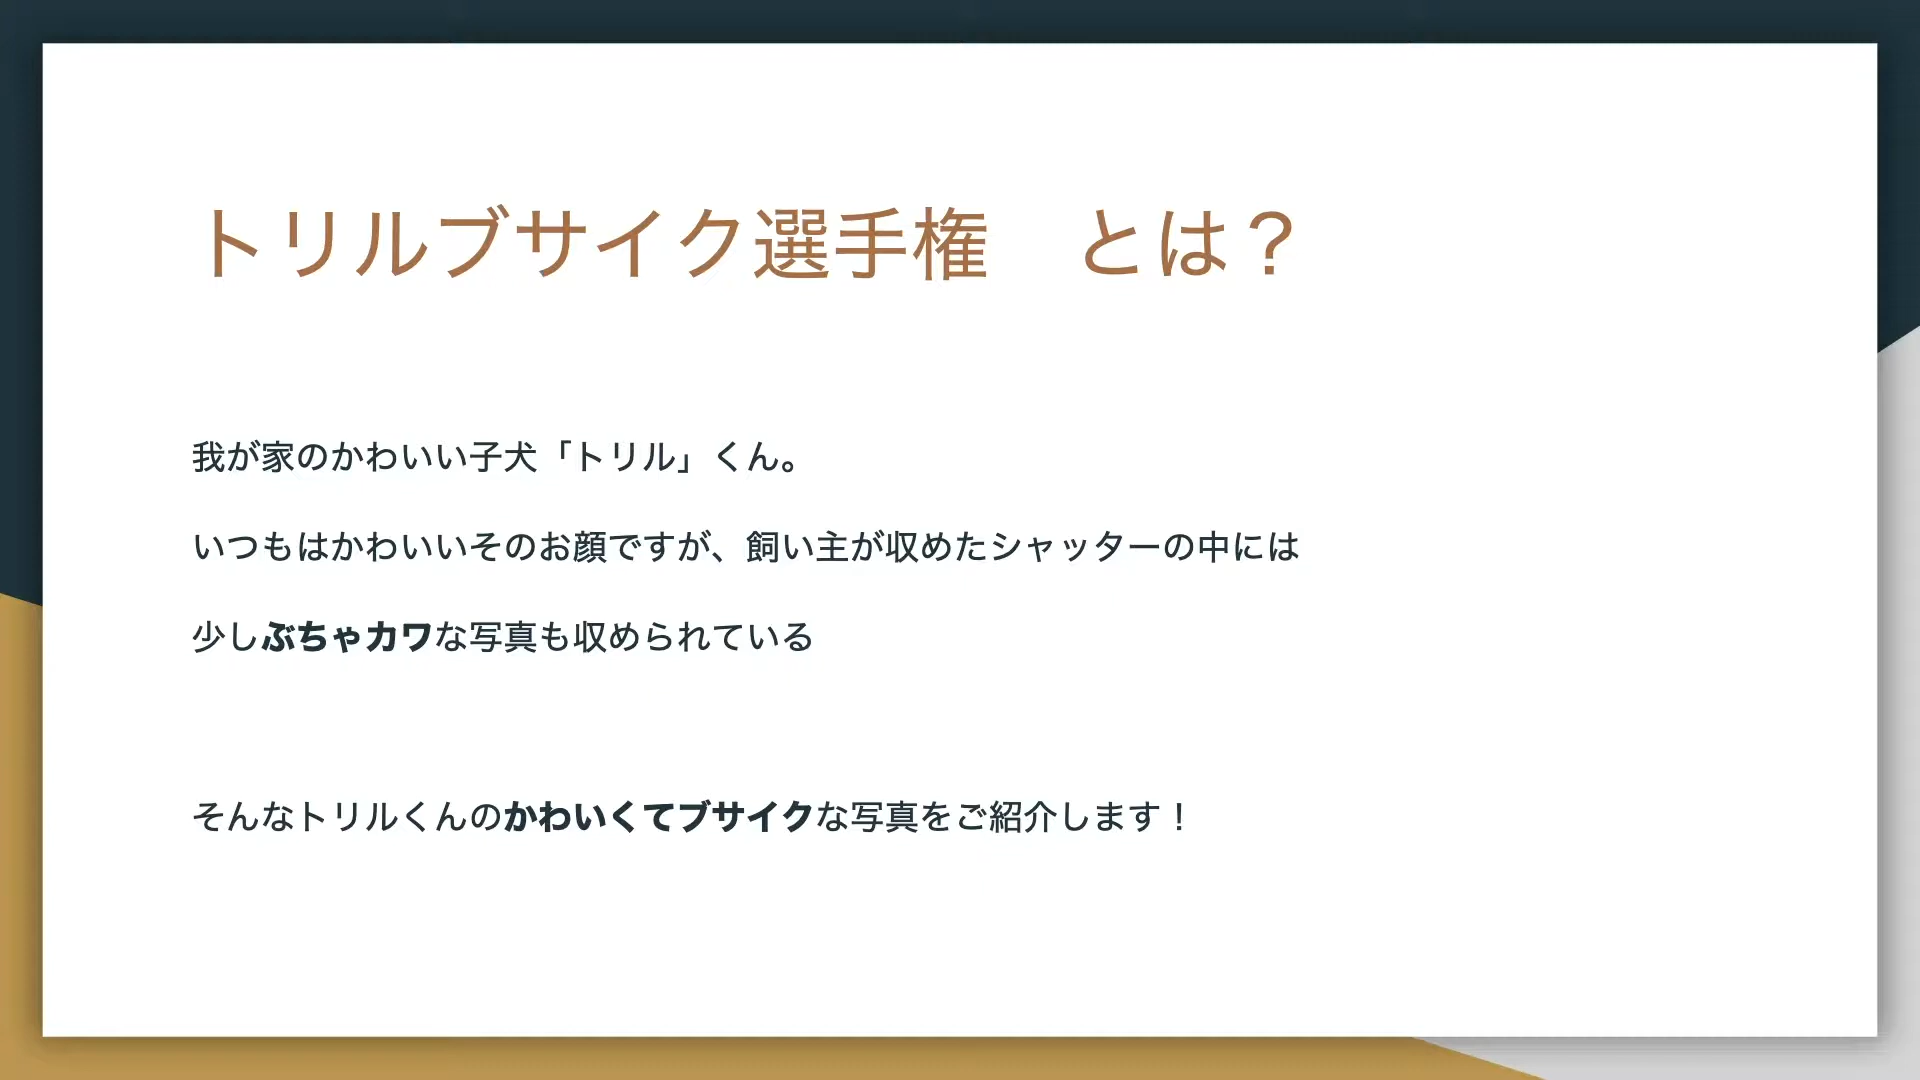 トリルブサイク選手権　とは？
我が家のかわいい子犬「トリル」くん。
いつもはかわいいそのお顔ですが、飼い主が収めたシャッターの中には
少しぶちゃカワな写真も収められている
そんなトリルくんのかわいくてブサイクな写真をご紹介します！